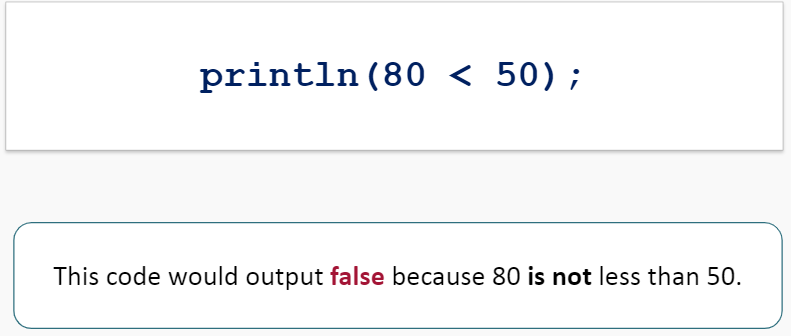 println(80 < 50);
This code would output false because 80 is not less than 50.